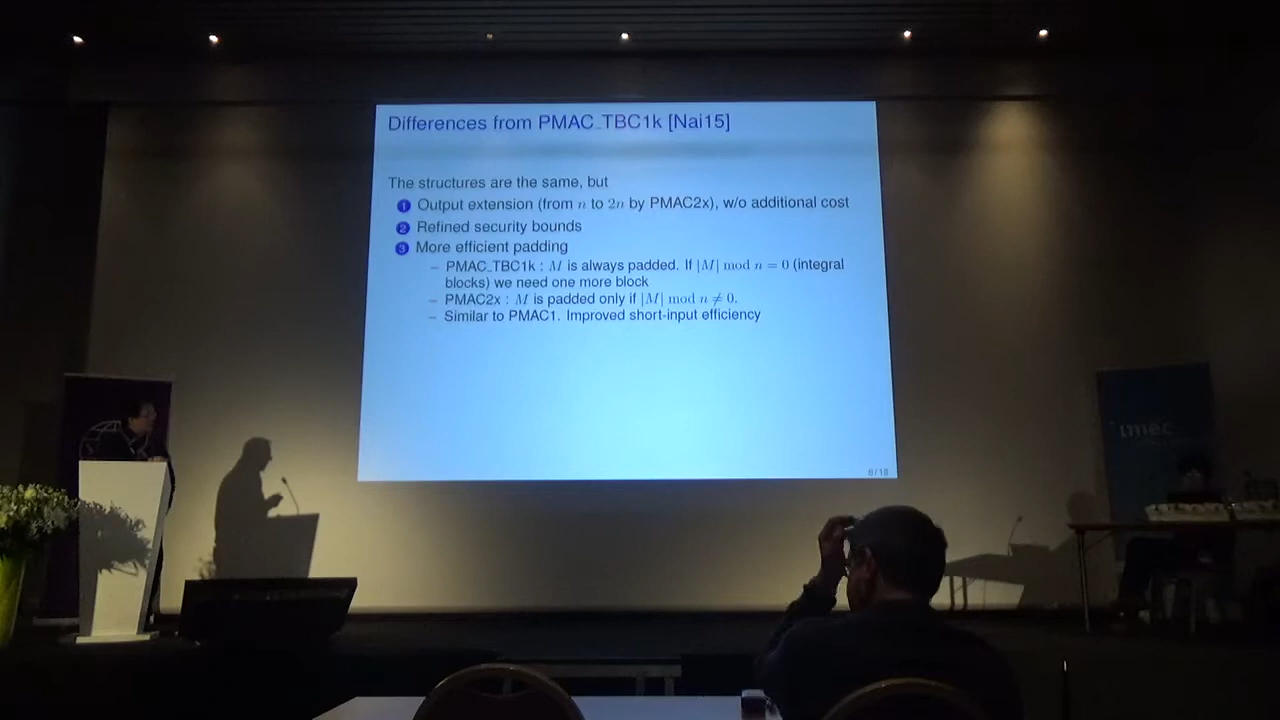 Differences from PMAC_TBC1k [Nai15]
The structures are the same, but
1 Output extension (from n to 2n by PMAC2x), w/o additional cost
2 Refined security bounds
3 More efficient padding
– PMAC_TBC1k : M is always padded. If |M| mod n = 0 (integral
blocks) we need one more block
– PMAC2x : M is padded only if |M| mod n ≠ 0.
– Similar to PMAC1. Improved short-input efficiency
8/18
imec